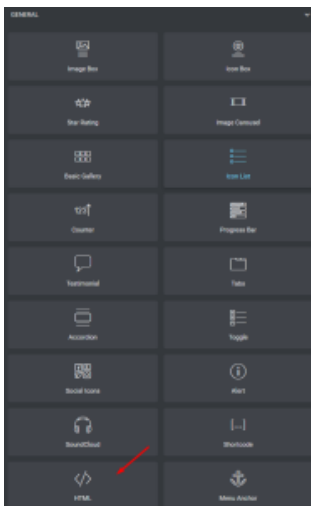 GENERAL
Image Box
Icon Box
Star Rating
Image Carousel
Basic Gallery
Icon List
Counter
Progress Bar
Testimonial
Tabs
Accordion
Toggle
Social Icons
Alert
SoundCloud
[...]
Shortcode
</>
HTML
Menu Anchor